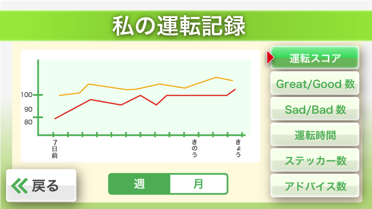 私の運転記録
運転スコア
Great/Good 数
Sad/Bad 数
運転時間
ステッカー数
アドバイス数
100
90
80
7日前
きのう
きょう
戻る
週
月